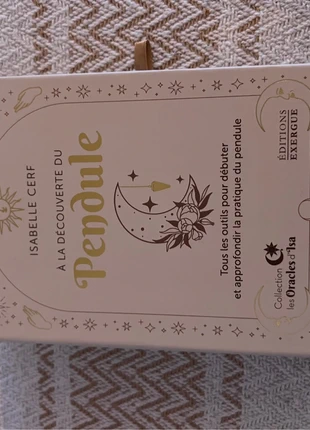 ISABELLE CERF
À LA DÉCOUVERTE DU
Pendule
Tous les outils pour débuter
et approfondir la pratique du pendule
Collection
les Oracles d'Isa
ÉDITIONS
EXERGUE